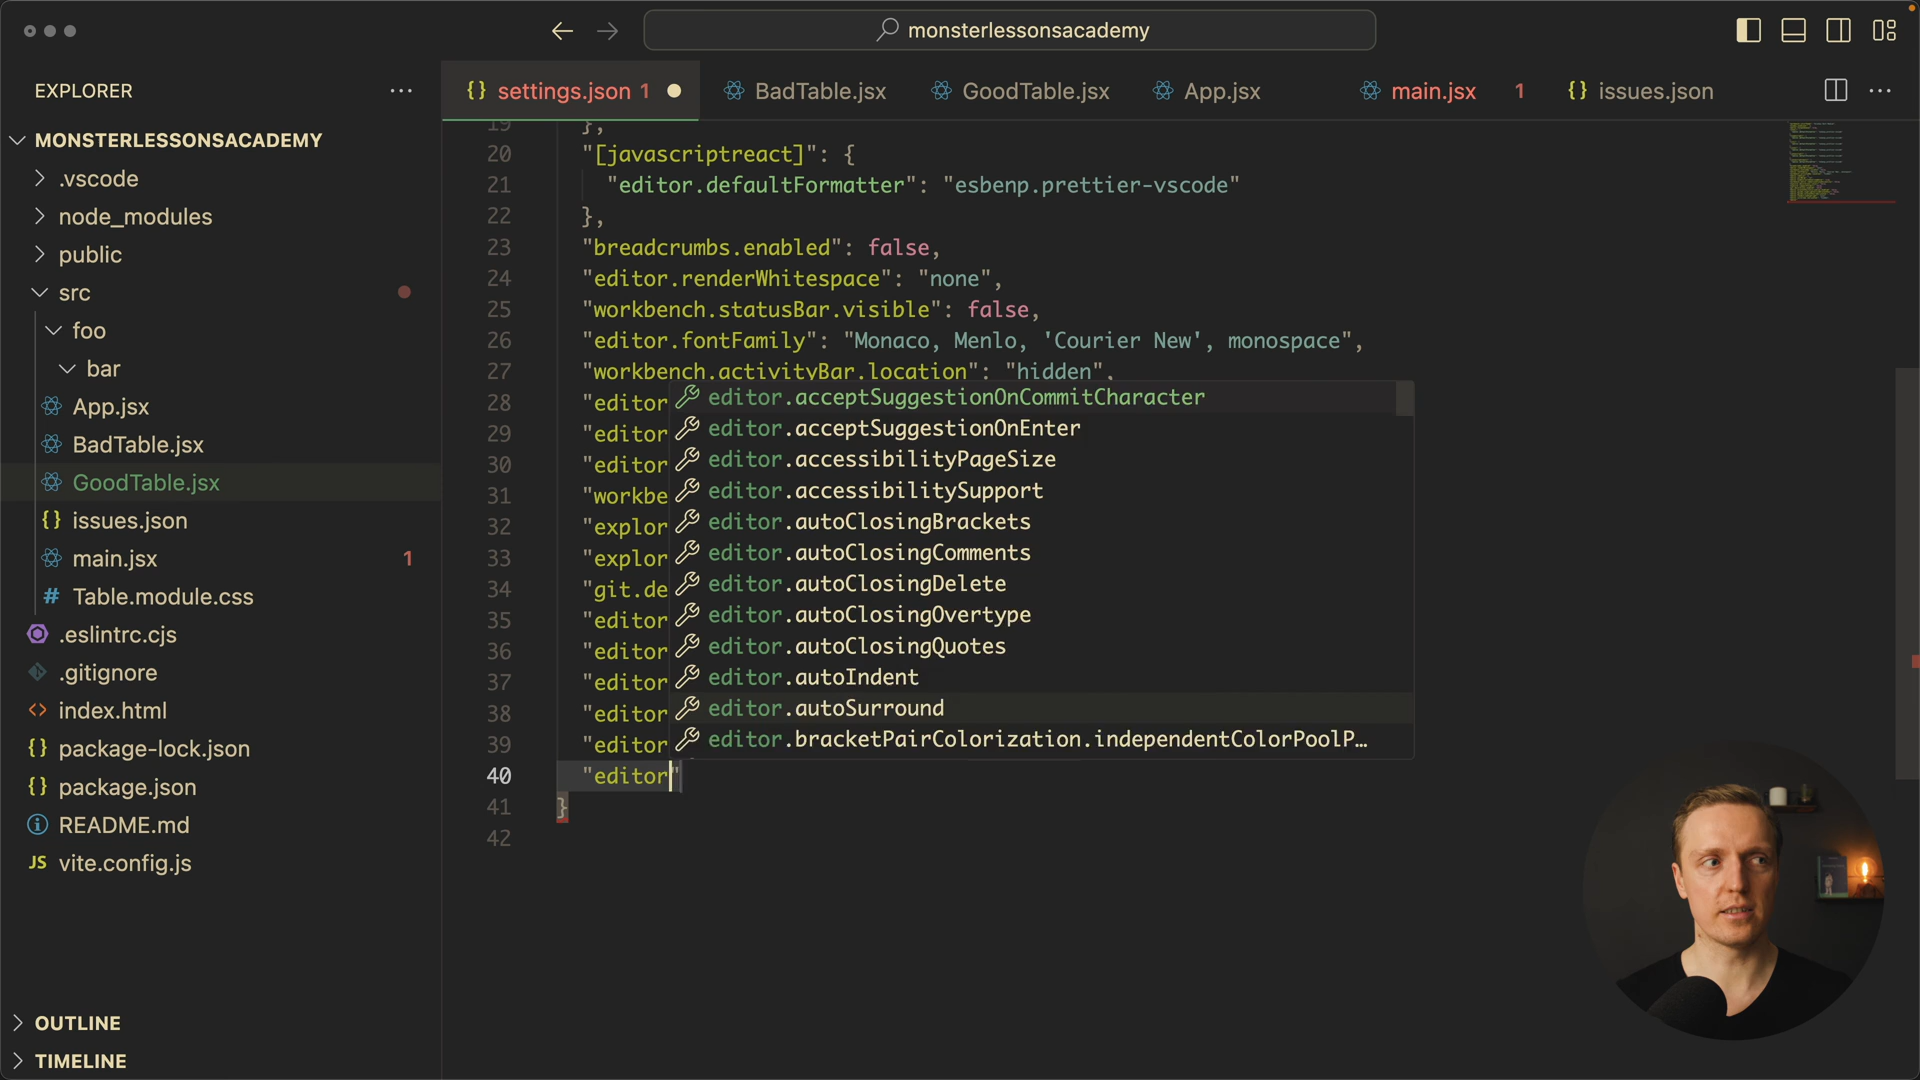 monsterlessonsacademy
EXPLORER
MONSTERLESSONSACADEMY
.vscode
node_modules
public
src
foo
bar
App.jsx
BadTable.jsx
GoodTable.jsx
issues.json
main.jsx 1
Table.module.css
.eslintrc.cjs
.gitignore
index.html
package-lock.json
package.json
README.md
JS vite.config.js
OUTLINE
TIMELINE
{} settings.json 1
BadTable.jsx
GoodTable.jsx
App.jsx
main.jsx 1
{} issues.json
19 },
20 "[javascriptreact]": {
21 "editor.defaultFormatter": "esbenp.prettier-vscode"
22 },
23 "breadcrumbs.enabled": false,
24 "editor.renderWhitespace": "none",
25 "workbench.statusBar.visible": false,
26 "editor.fontFamily": "Monaco, Menlo, 'Courier New', monospace",
27 "workbench.activityBar.location": "hidden",
28 "editor
29 "editor
30 "editor
31 "workbe
32 "explor
33 "explor
34 "git.de
35 "editor
36 "editor
37 "editor
38 "editor
39 "editor
40 "editor"
41 }
42
editor.acceptSuggestionOnCommitCharacter
editor.acceptSuggestionOnEnter
editor.accessibilityPageSize
editor.accessibilitySupport
editor.autoClosingBrackets
editor.autoClosingComments
editor.autoClosingDelete
editor.autoClosingOvertype
editor.autoClosingQuotes
editor.autoIndent
editor.autoSurround
editor.bracketPairColorization.independentColorPoolP…